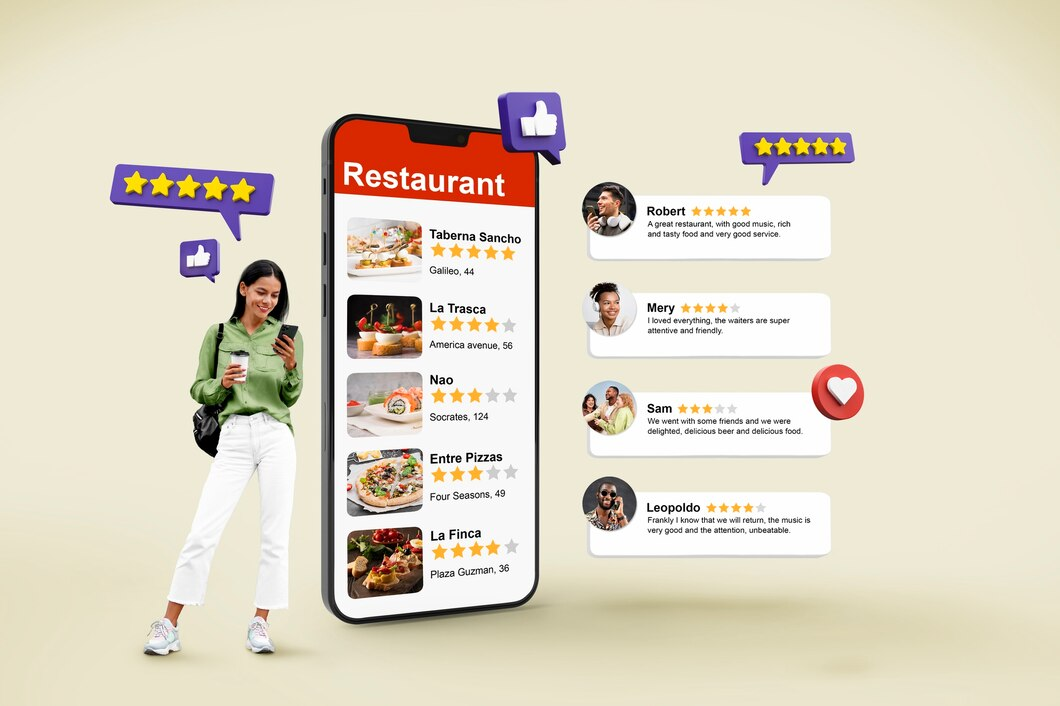 Restaurant
Taberna Sancho
Galileo, 44
La Trasca
America avenue, 56
Nao
Socrates, 124
Entre Pizzas
Four Seasons, 49
La Finca
Plaza Guzman, 36
Robert
A great restaurant, with good music, rich
and tasty food and very good service.
Mery
I loved everything, the waiters are super
attentive and friendly.
Sam
We went with some friends and we were
delighted, delicious beer and delicious food.
Leopoldo
Frankly I know that we will return, the music is
very good and the attention, unbeatable.